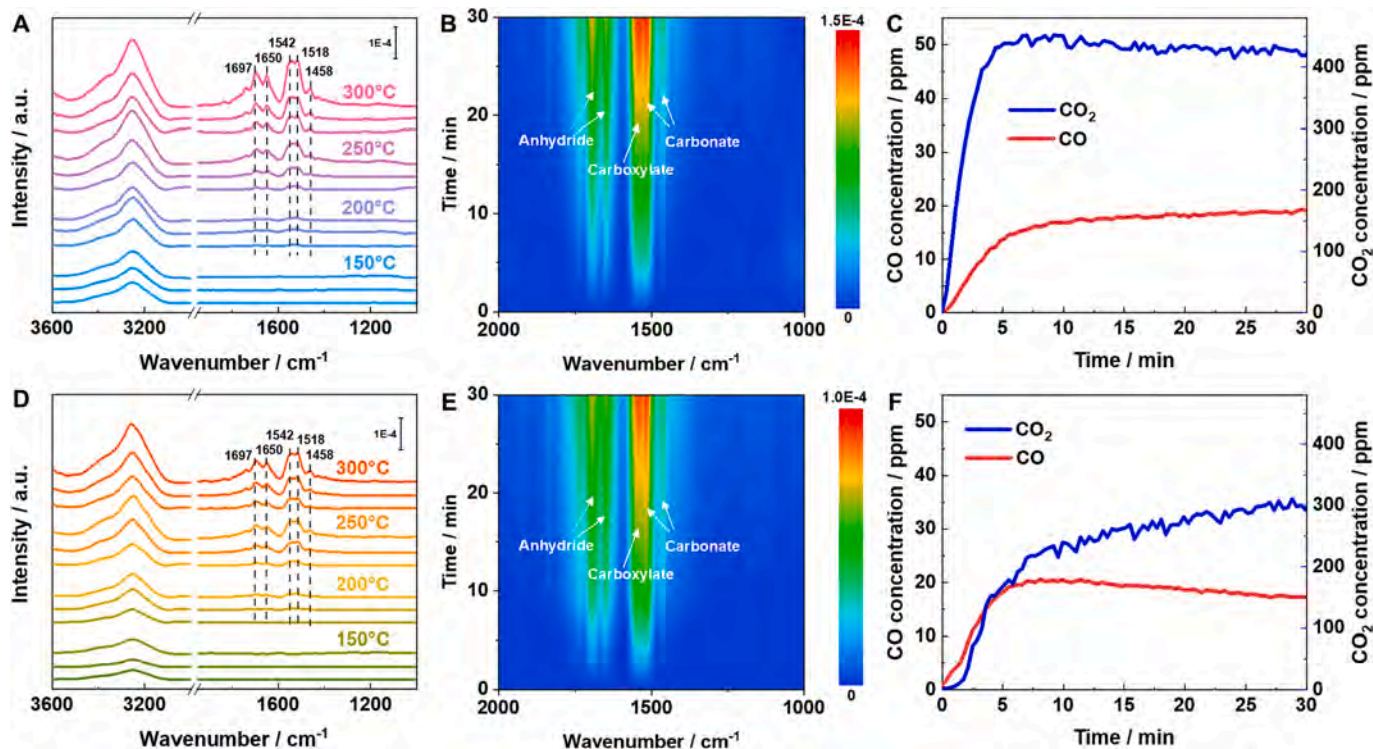 A
1E-4
1542
1697
1650
1518
1458
300°C
250°C
200°C
150°C
Intensity / a.u.
3600
3200
1600
1200
Wavenumber / cm⁻¹
B
30
20
10
0
Time / min
Anhydride
Carboxylate
Carbonate
2000
1500
1000
Wavenumber / cm⁻¹
1.5E-4
0
C
50
40
30
20
10
0
CO concentration / ppm
CO₂
CO
400
300
200
100
0
CO₂ concentration / ppm
0
5
10
15
20
25
30
Time / min
D
1E-4
1542
1697
1650
1518
1458
300°C
250°C
200°C
150°C
Intensity / a.u.
3600
3200
1600
1200
Wavenumber / cm⁻¹
E
30
20
10
0
Time / min
Anhydride
Carboxylate
Carbonate
2000
1500
1000
Wavenumber / cm⁻¹
1.0E-4
0
F
50
40
30
20
10
0
CO concentration / ppm
CO₂
CO
400
300
200
100
0
CO₂ concentration / ppm
0
5
10
15
20
25
30
Time / min